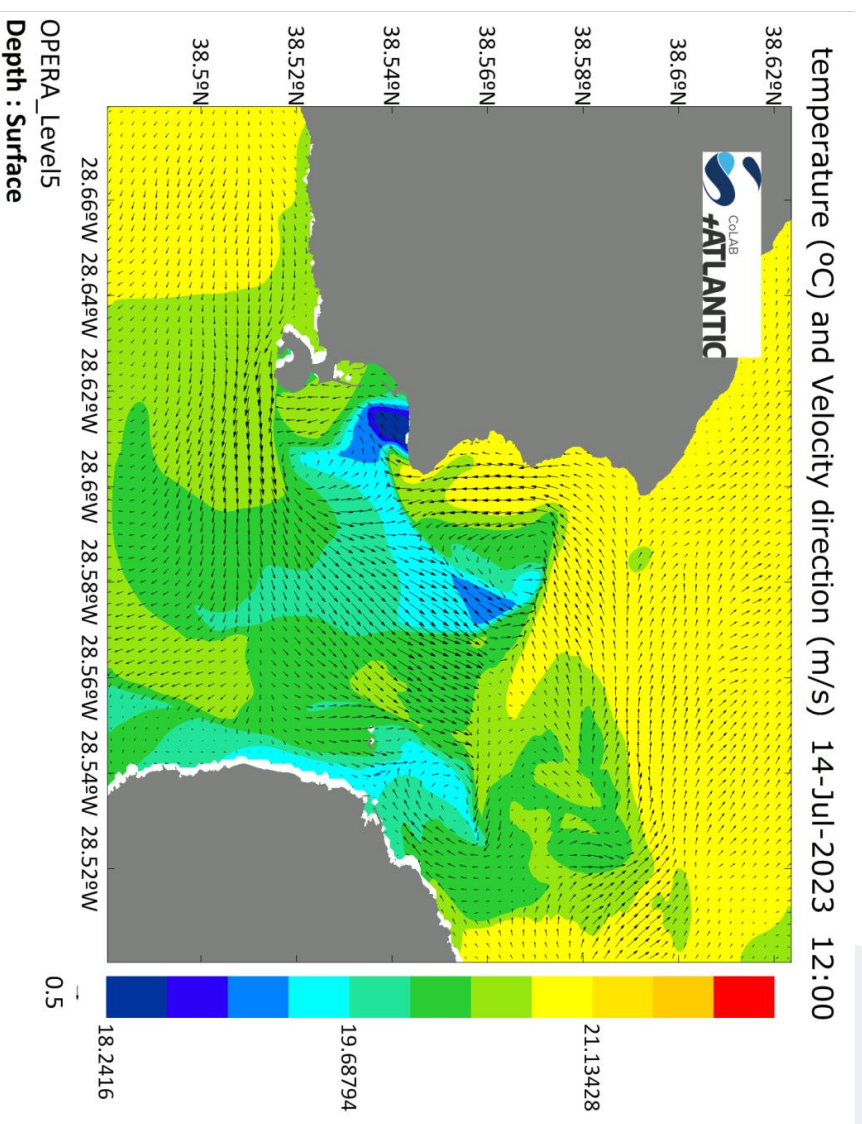 temperature (ºC) and Velocity direction (m/s) 14-Jul-2023 12:00
38.62ºN
38.6ºN
38.58ºN
38.56ºN
38.54ºN
38.52ºN
38.5ºN
CoLAB
+ATLANTIC
28.66ºW 28.64ºW 28.62ºW 28.6ºW 28.58ºW 28.56ºW 28.54ºW 28.52ºW
21.13428
19.68794
18.2416
0.5
OPERA_Level5
Depth : Surface